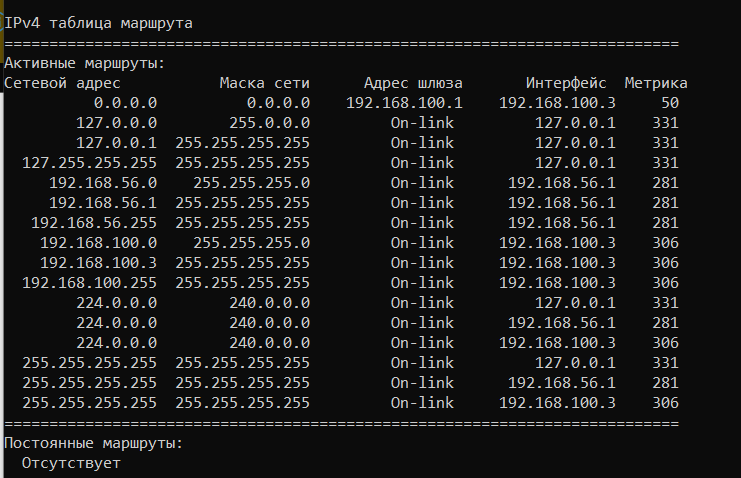 IPv4 таблица маршрута
===========================================================================
Активные маршруты:
Сетевой адрес           Маска сети      Адрес шлюза       Интерфейс  Метрика
          0.0.0.0          0.0.0.0    192.168.100.1    192.168.100.3     50
        127.0.0.0        255.0.0.0         On-link         127.0.0.1    331
        127.0.0.1  255.255.255.255         On-link         127.0.0.1    331
  127.255.255.255  255.255.255.255         On-link         127.0.0.1    331
     192.168.56.0    255.255.255.0         On-link      192.168.56.1    281
     192.168.56.1  255.255.255.255         On-link      192.168.56.1    281
   192.168.56.255  255.255.255.255         On-link      192.168.56.1    281
    192.168.100.0    255.255.255.0         On-link     192.168.100.3    306
    192.168.100.3  255.255.255.255         On-link     192.168.100.3    306
  192.168.100.255  255.255.255.255         On-link     192.168.100.3    306
        224.0.0.0        240.0.0.0         On-link         127.0.0.1    331
        224.0.0.0        240.0.0.0         On-link      192.168.56.1    281
        224.0.0.0        240.0.0.0         On-link     192.168.100.3    306
  255.255.255.255  255.255.255.255         On-link         127.0.0.1    331
  255.255.255.255  255.255.255.255         On-link      192.168.56.1    281
  255.255.255.255  255.255.255.255         On-link     192.168.100.3    306
===========================================================================
Постоянные маршруты:
  Отсутствует